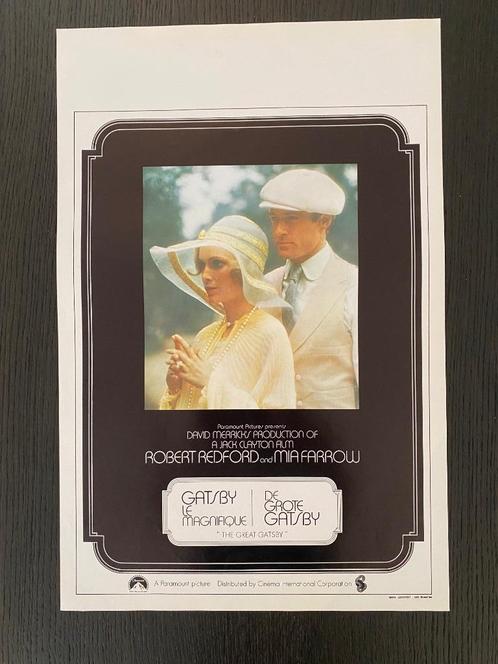 Paramount Pictures presents
DAVID MERRICK'S PRODUCTION OF
A JACK CLAYTON FILM
ROBERT REDFORD and MIA FARROW
GATSBY
LE
MAGNIFIQUE
DE
GROTE
GATSBY
"THE GREAT GATSBY"
A Paramount picture Distributed by Cinema International Corporation